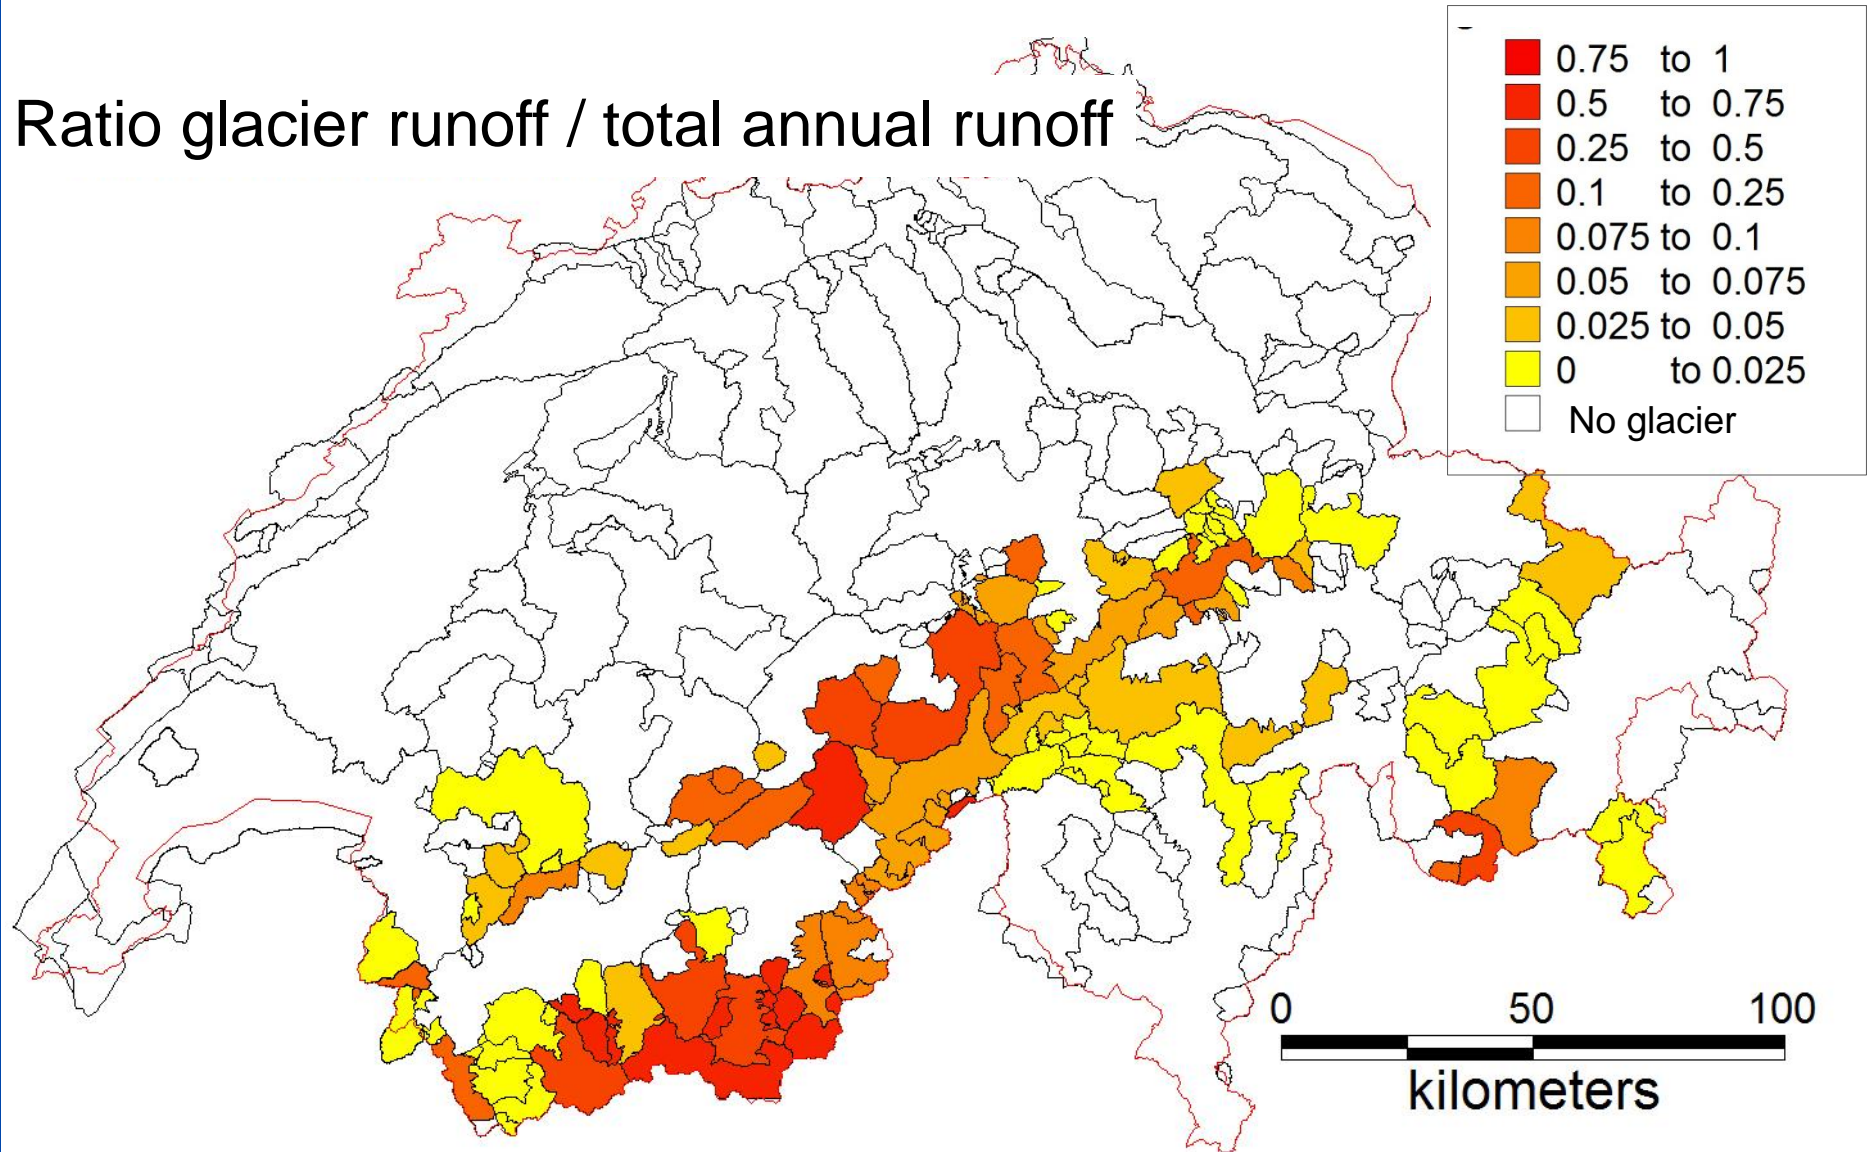 Ratio glacier runoff / total annual runoff
0.75 to 1
0.5 to 0.75
0.25 to 0.5
0.1 to 0.25
0.075 to 0.1
0.05 to 0.075
0.025 to 0.05
0 to 0.025
No glacier
0 50 100
kilometers